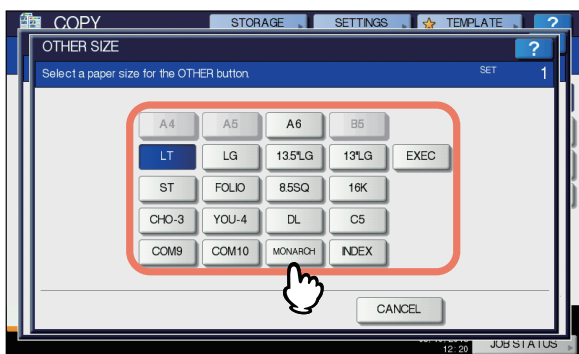 COPY STORAGE SETTINGS TEMPLATE ?
OTHER SIZE ?
Select a paper size for the OTHER button. SET 1
A4 A5 A6 B5
LT LG 13.5"LG 13"LG EXEC
ST FOLIO 8.5SQ 16K
CHO-3 YOU-4 DL C5
COM9 COM10 MONARCH INDEX
CANCEL
12:20 JOB STATUS